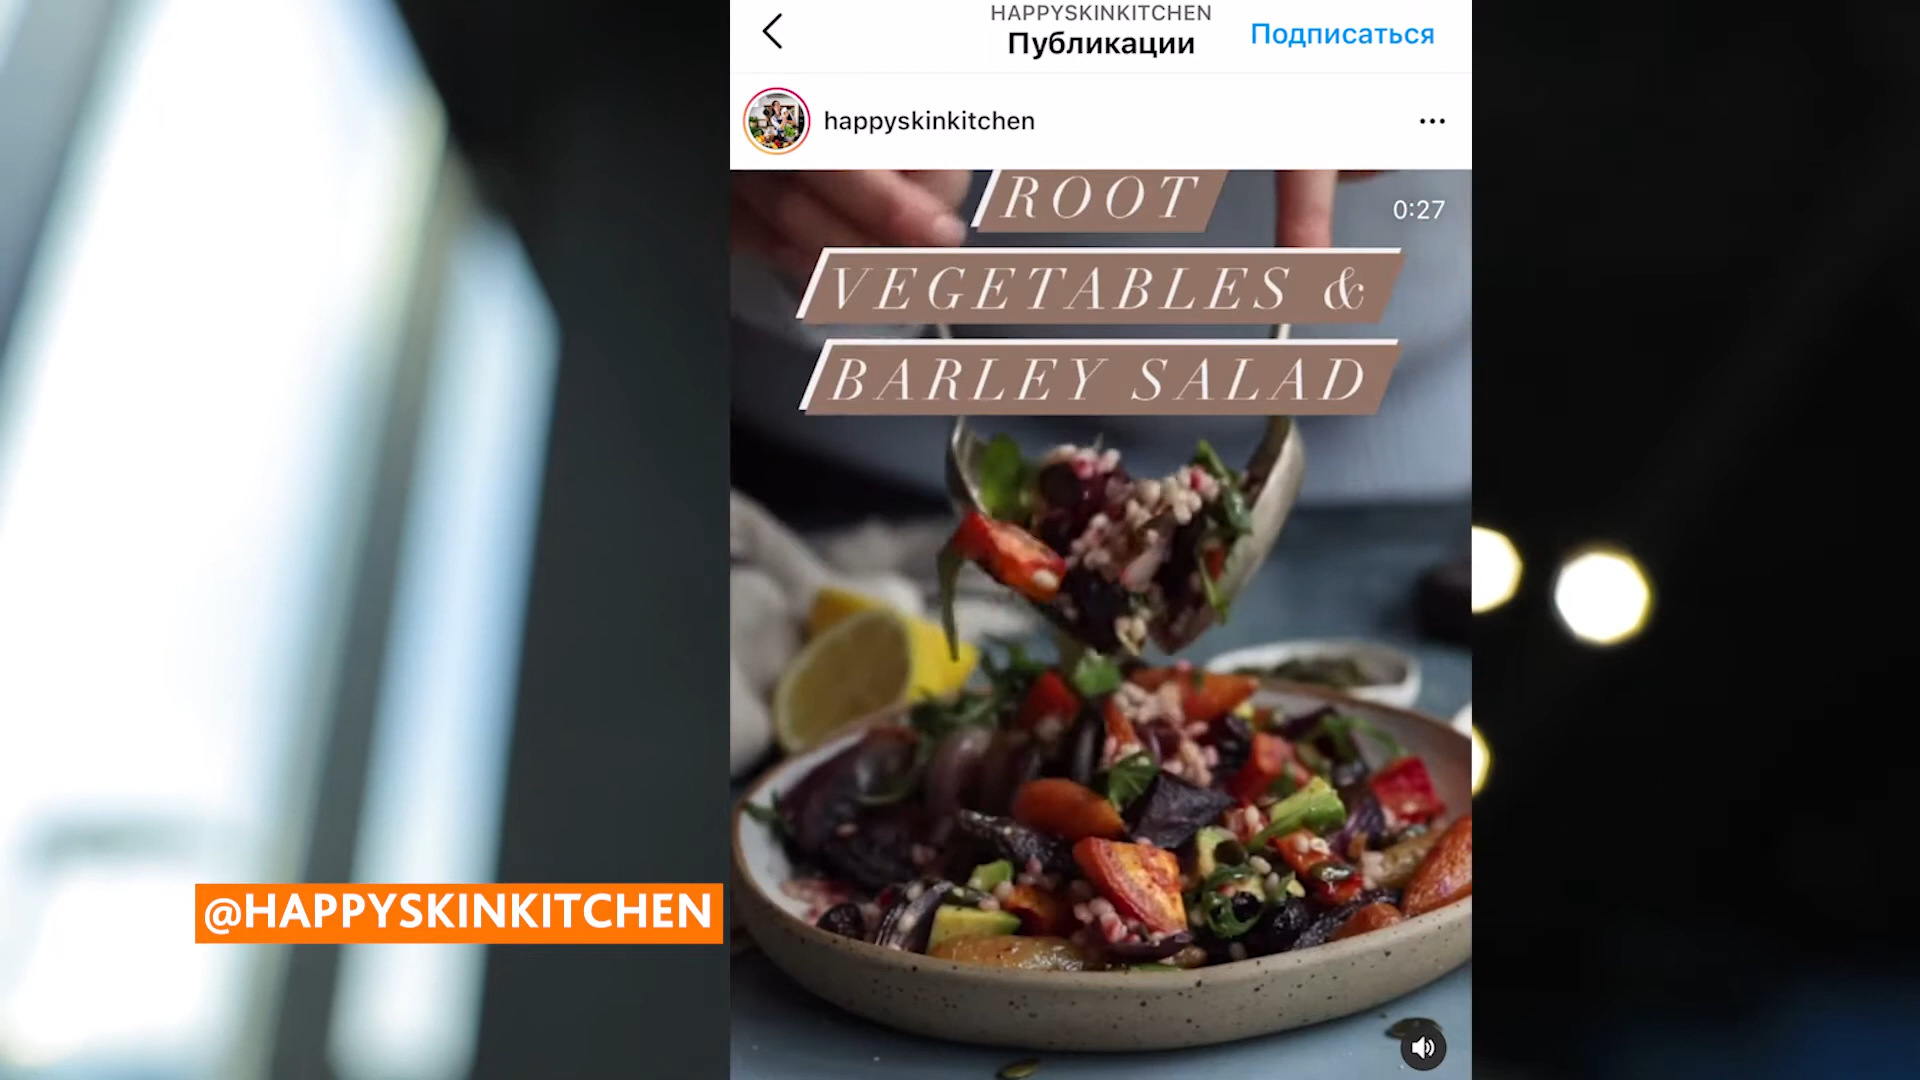 HAPPYSKINKITCHEN
Публикации
Подписаться
happyskinkitchen
0:27
ROOT
VEGETABLES &
BARLEY SALAD
@HAPPYSKINKITCHEN